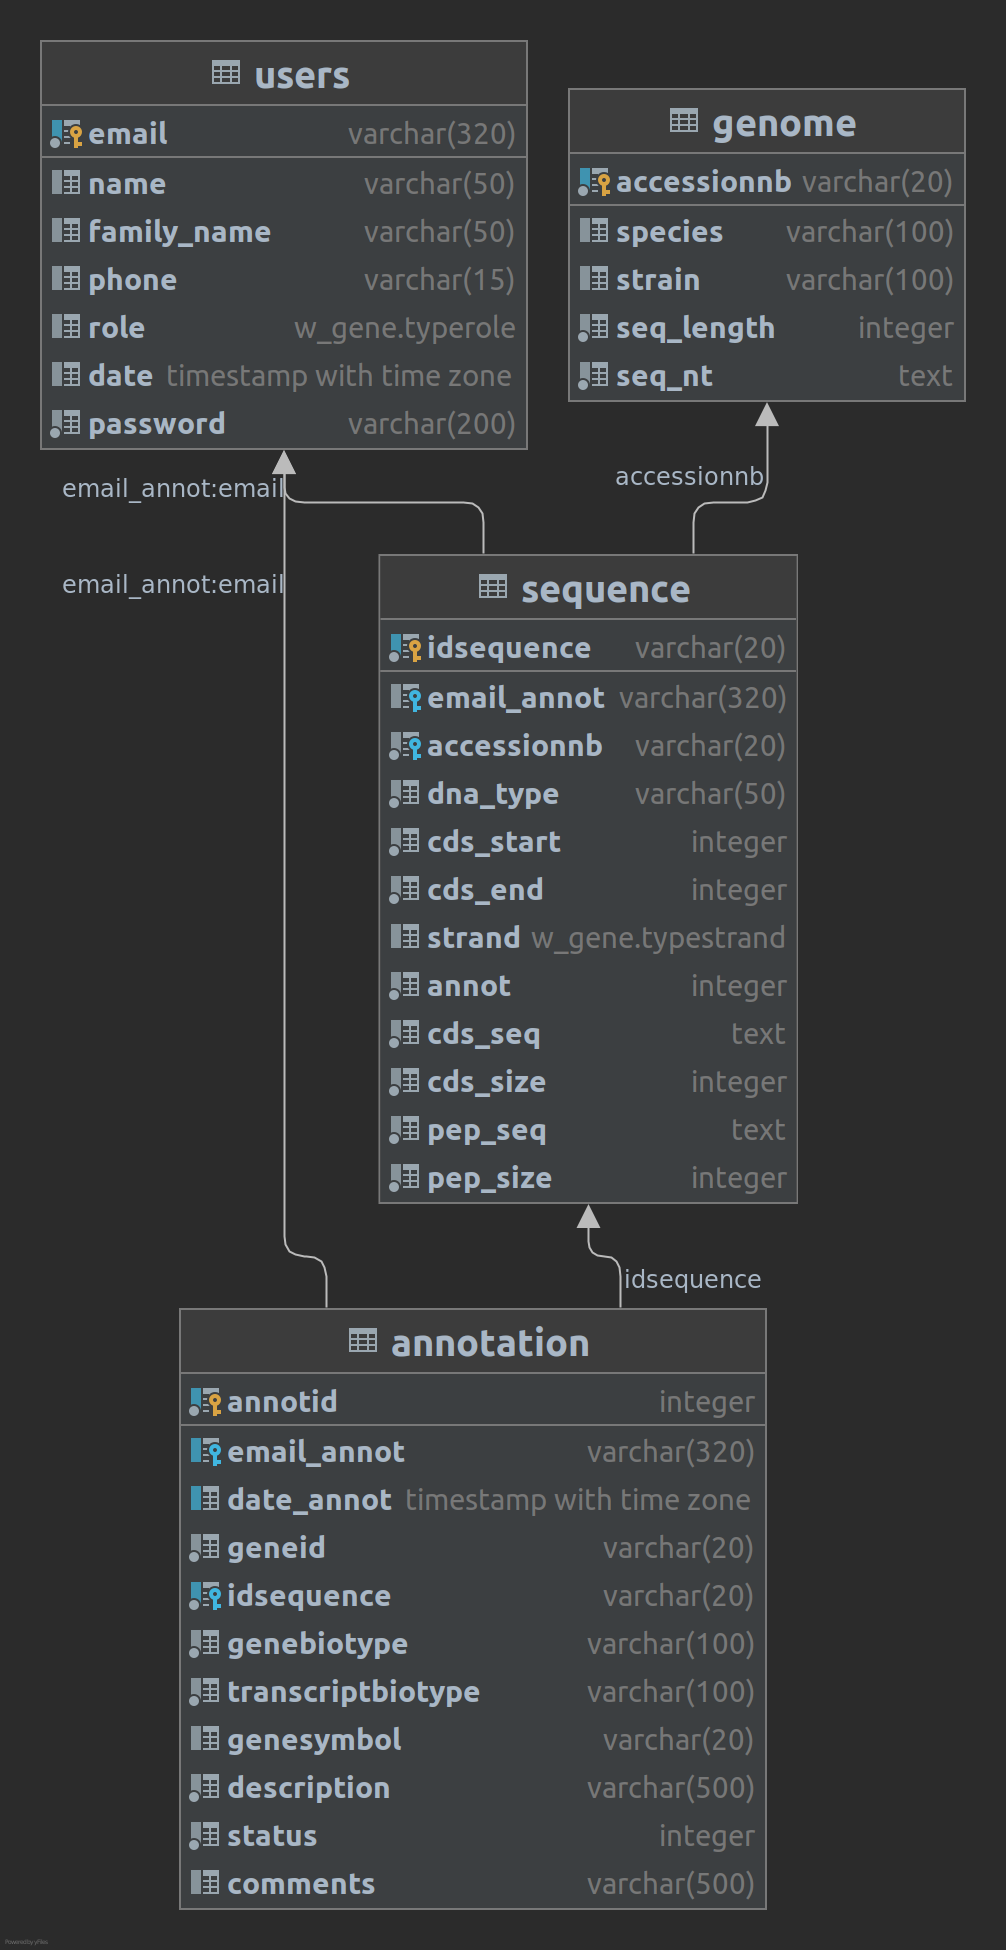 users
email varchar(320)
name varchar(50)
family_name varchar(50)
phone varchar(15)
role w_gene.typerole
date timestamp with time zone
password varchar(200)
genome
accessionnb varchar(20)
species varchar(100)
strain varchar(100)
seq_length integer
seq_nt text
email_annot:email
accessionnb
email_annot:email
sequence
idsequence varchar(20)
email_annot varchar(320)
accessionnb varchar(20)
dna_type varchar(50)
cds_start integer
cds_end integer
strand w_gene.typestrand
annot integer
cds_seq text
cds_size integer
pep_seq text
pep_size integer
idsequence
annotation
annotid integer
email_annot varchar(320)
date_annot timestamp with time zone
geneid varchar(20)
idsequence varchar(20)
genebiotype varchar(100)
transcriptbiotype varchar(100)
genesymbol varchar(20)
description varchar(500)
status integer
comments varchar(500)
Powered by yFiles